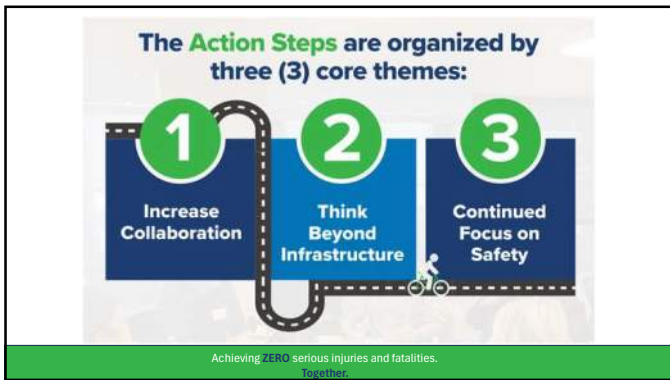 The Action Steps are organized by
three (3) core themes:
1
Increase
Collaboration
2
Think
Beyond
Infrastructure
3
Continued
Focus on
Safety
Achieving ZERO serious injuries and fatalities.
Together.